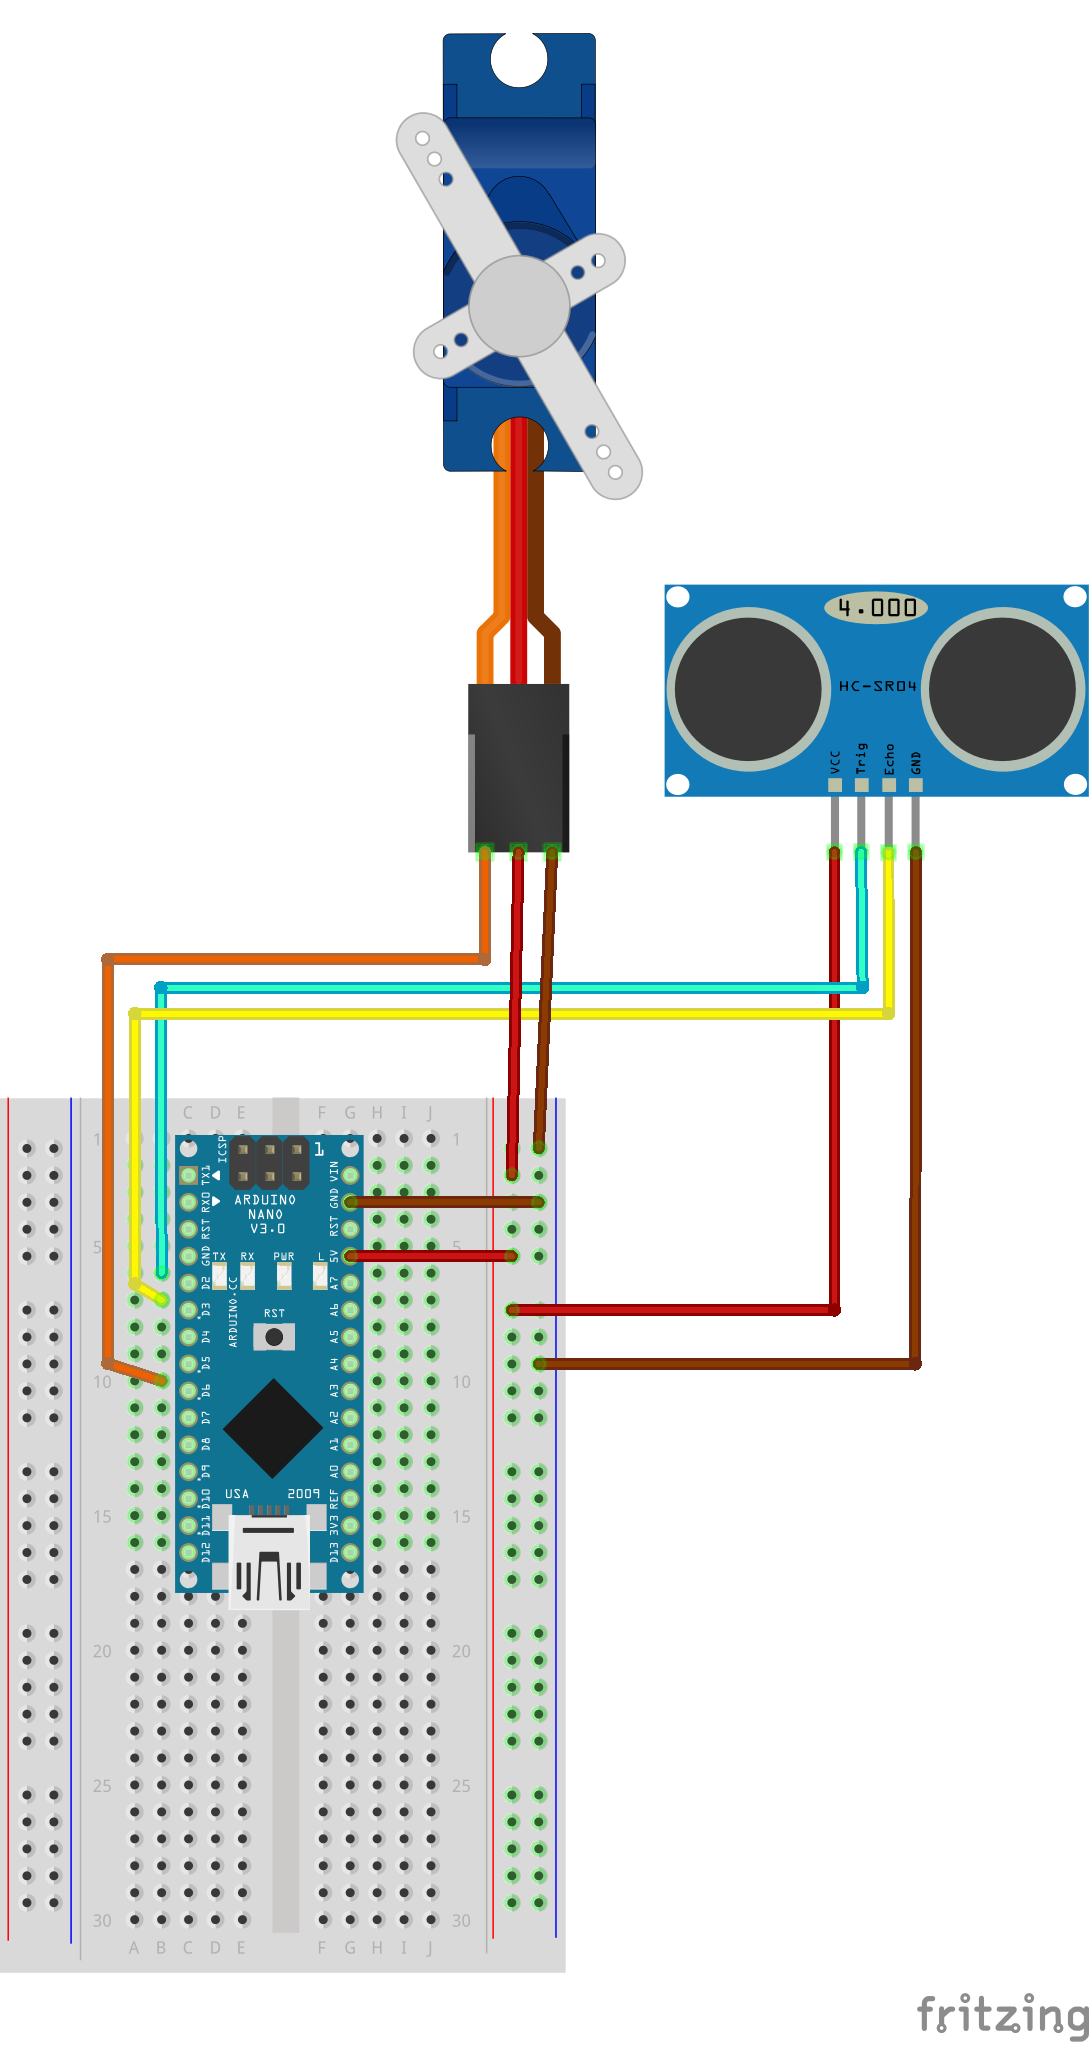 4.000
HC-SR04
VCC
Trig
Echo
GND
C D E F G H I J
1 1
ICSP
1
TX1
VIN
RX0
GND
ARDUINO
NANO
V3.0
RST
RST
5 5
GND
TX RX PWR L
5V
D2
A7
ARDUINO.CC
D3
RST
A6
D4
A5
D5
A4
10 10
D6
A3
D7
A2
D8
A1
D9
A0
USA 2009
D10
REF
15 15
D11
3V3
D12
D13
20 20
25 25
30 30
A B C D E F G H I J
fritzing